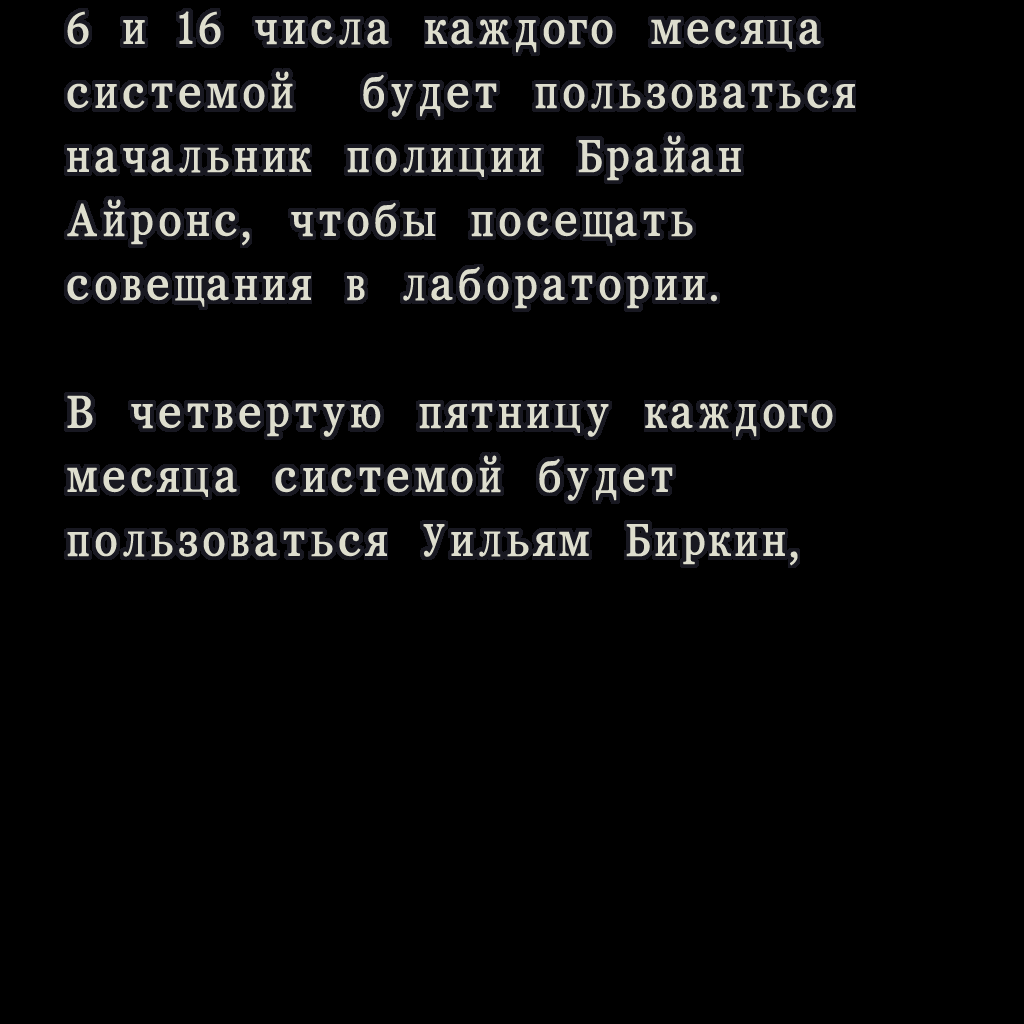 6 и 16 числа каждого месяца
системой будет пользоваться
начальник полиции Брайан
Айронс, чтобы посещать
совещания в лаборатории.
В четвертую пятницу каждого
месяца системой будет
пользоваться Уильям Биркин,